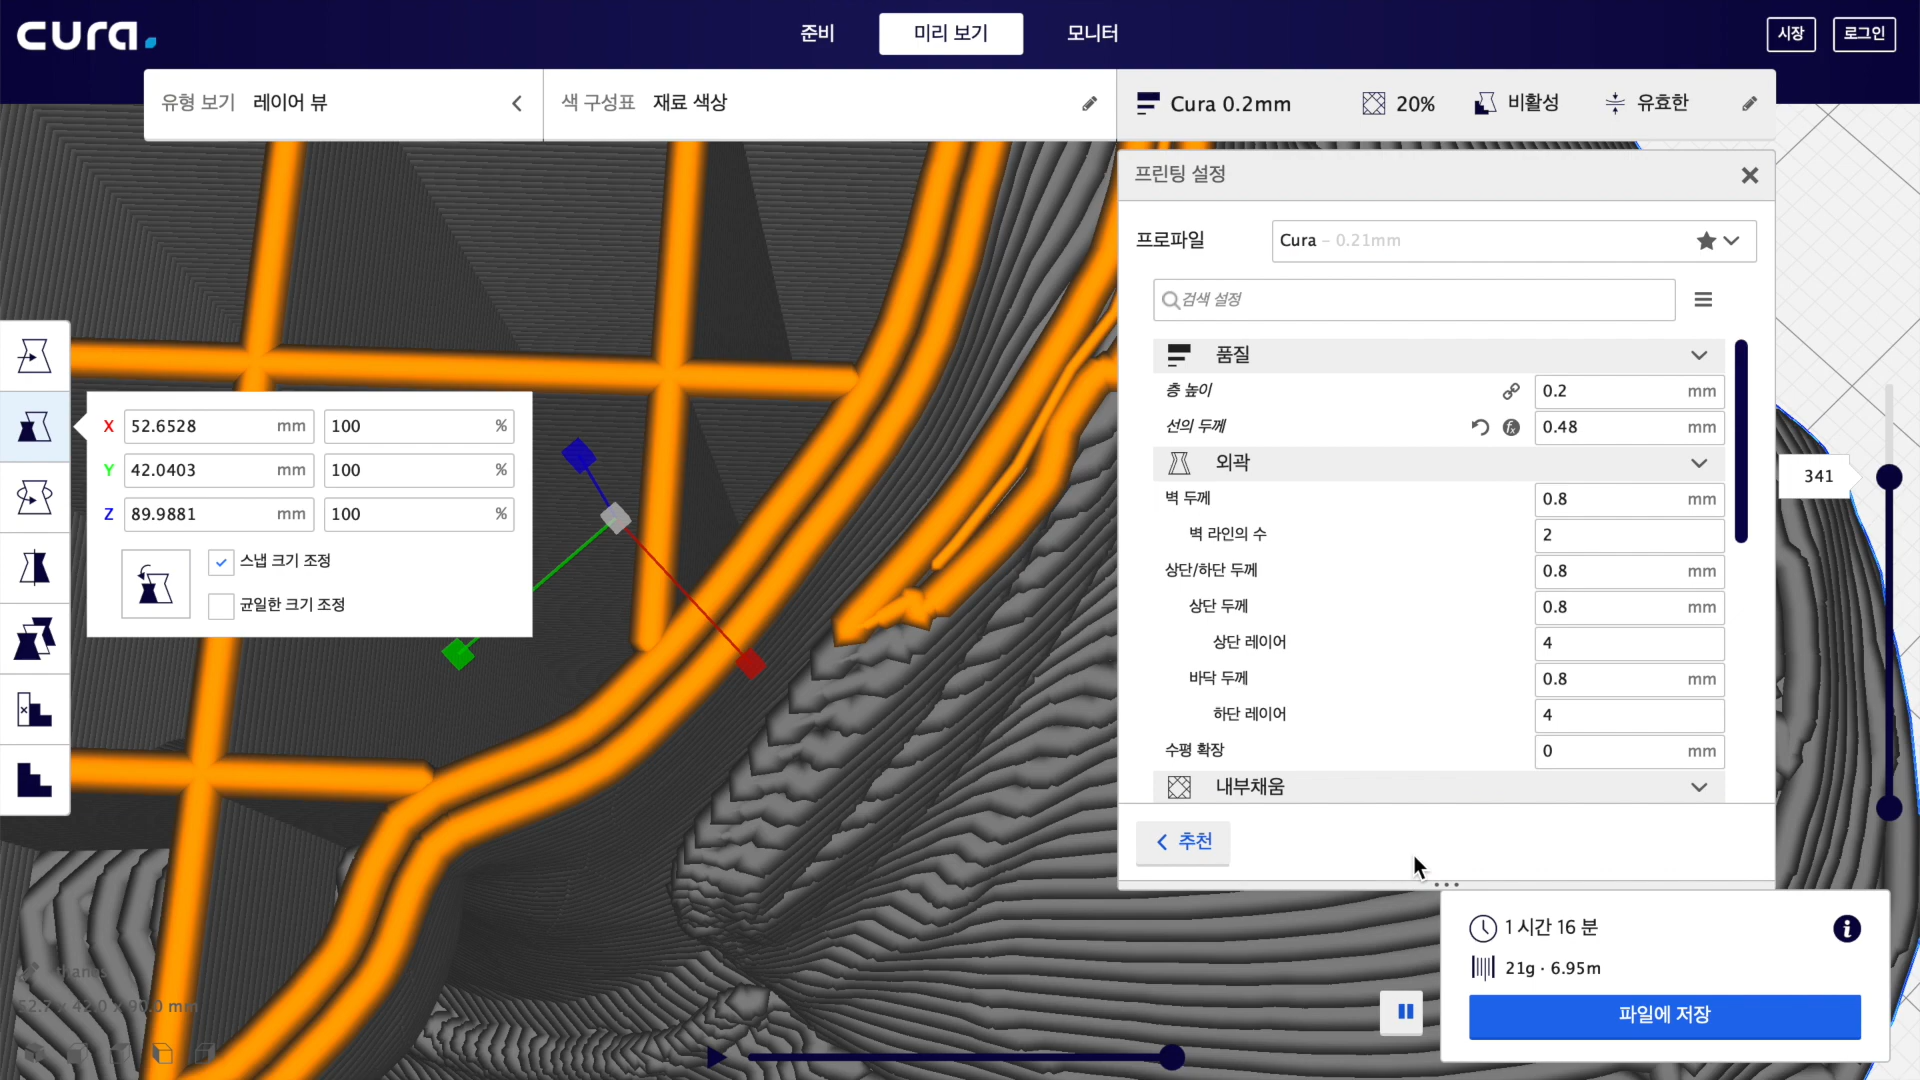 cura.
준비
미리 보기
모니터
시장
로그인
유형 보기 레이어 뷰
색 구성표 재료 색상
Cura 0.2mm
20%
비활성
유효한
프린팅 설정
프로파일
Cura - 0.21mm
검색 설정
품질
층 높이 0.2 mm
선의 두께 0.48 mm
외곽
벽 두께 0.8 mm
벽 라인의 수 2
상단/하단 두께 0.8 mm
상단 두께 0.8 mm
상단 레이어 4
바닥 두께 0.8 mm
하단 레이어 4
수평 확장 0 mm
내부채움
추천
X 52.6528 mm 100 %
Y 42.0403 mm 100 %
Z 89.9881 mm 100 %
스냅 크기 조정
균일한 크기 조정
341
52.7 x 42.0 x 90.0 mm
1 시간 16 분
21g · 6.95m
파일에 저장